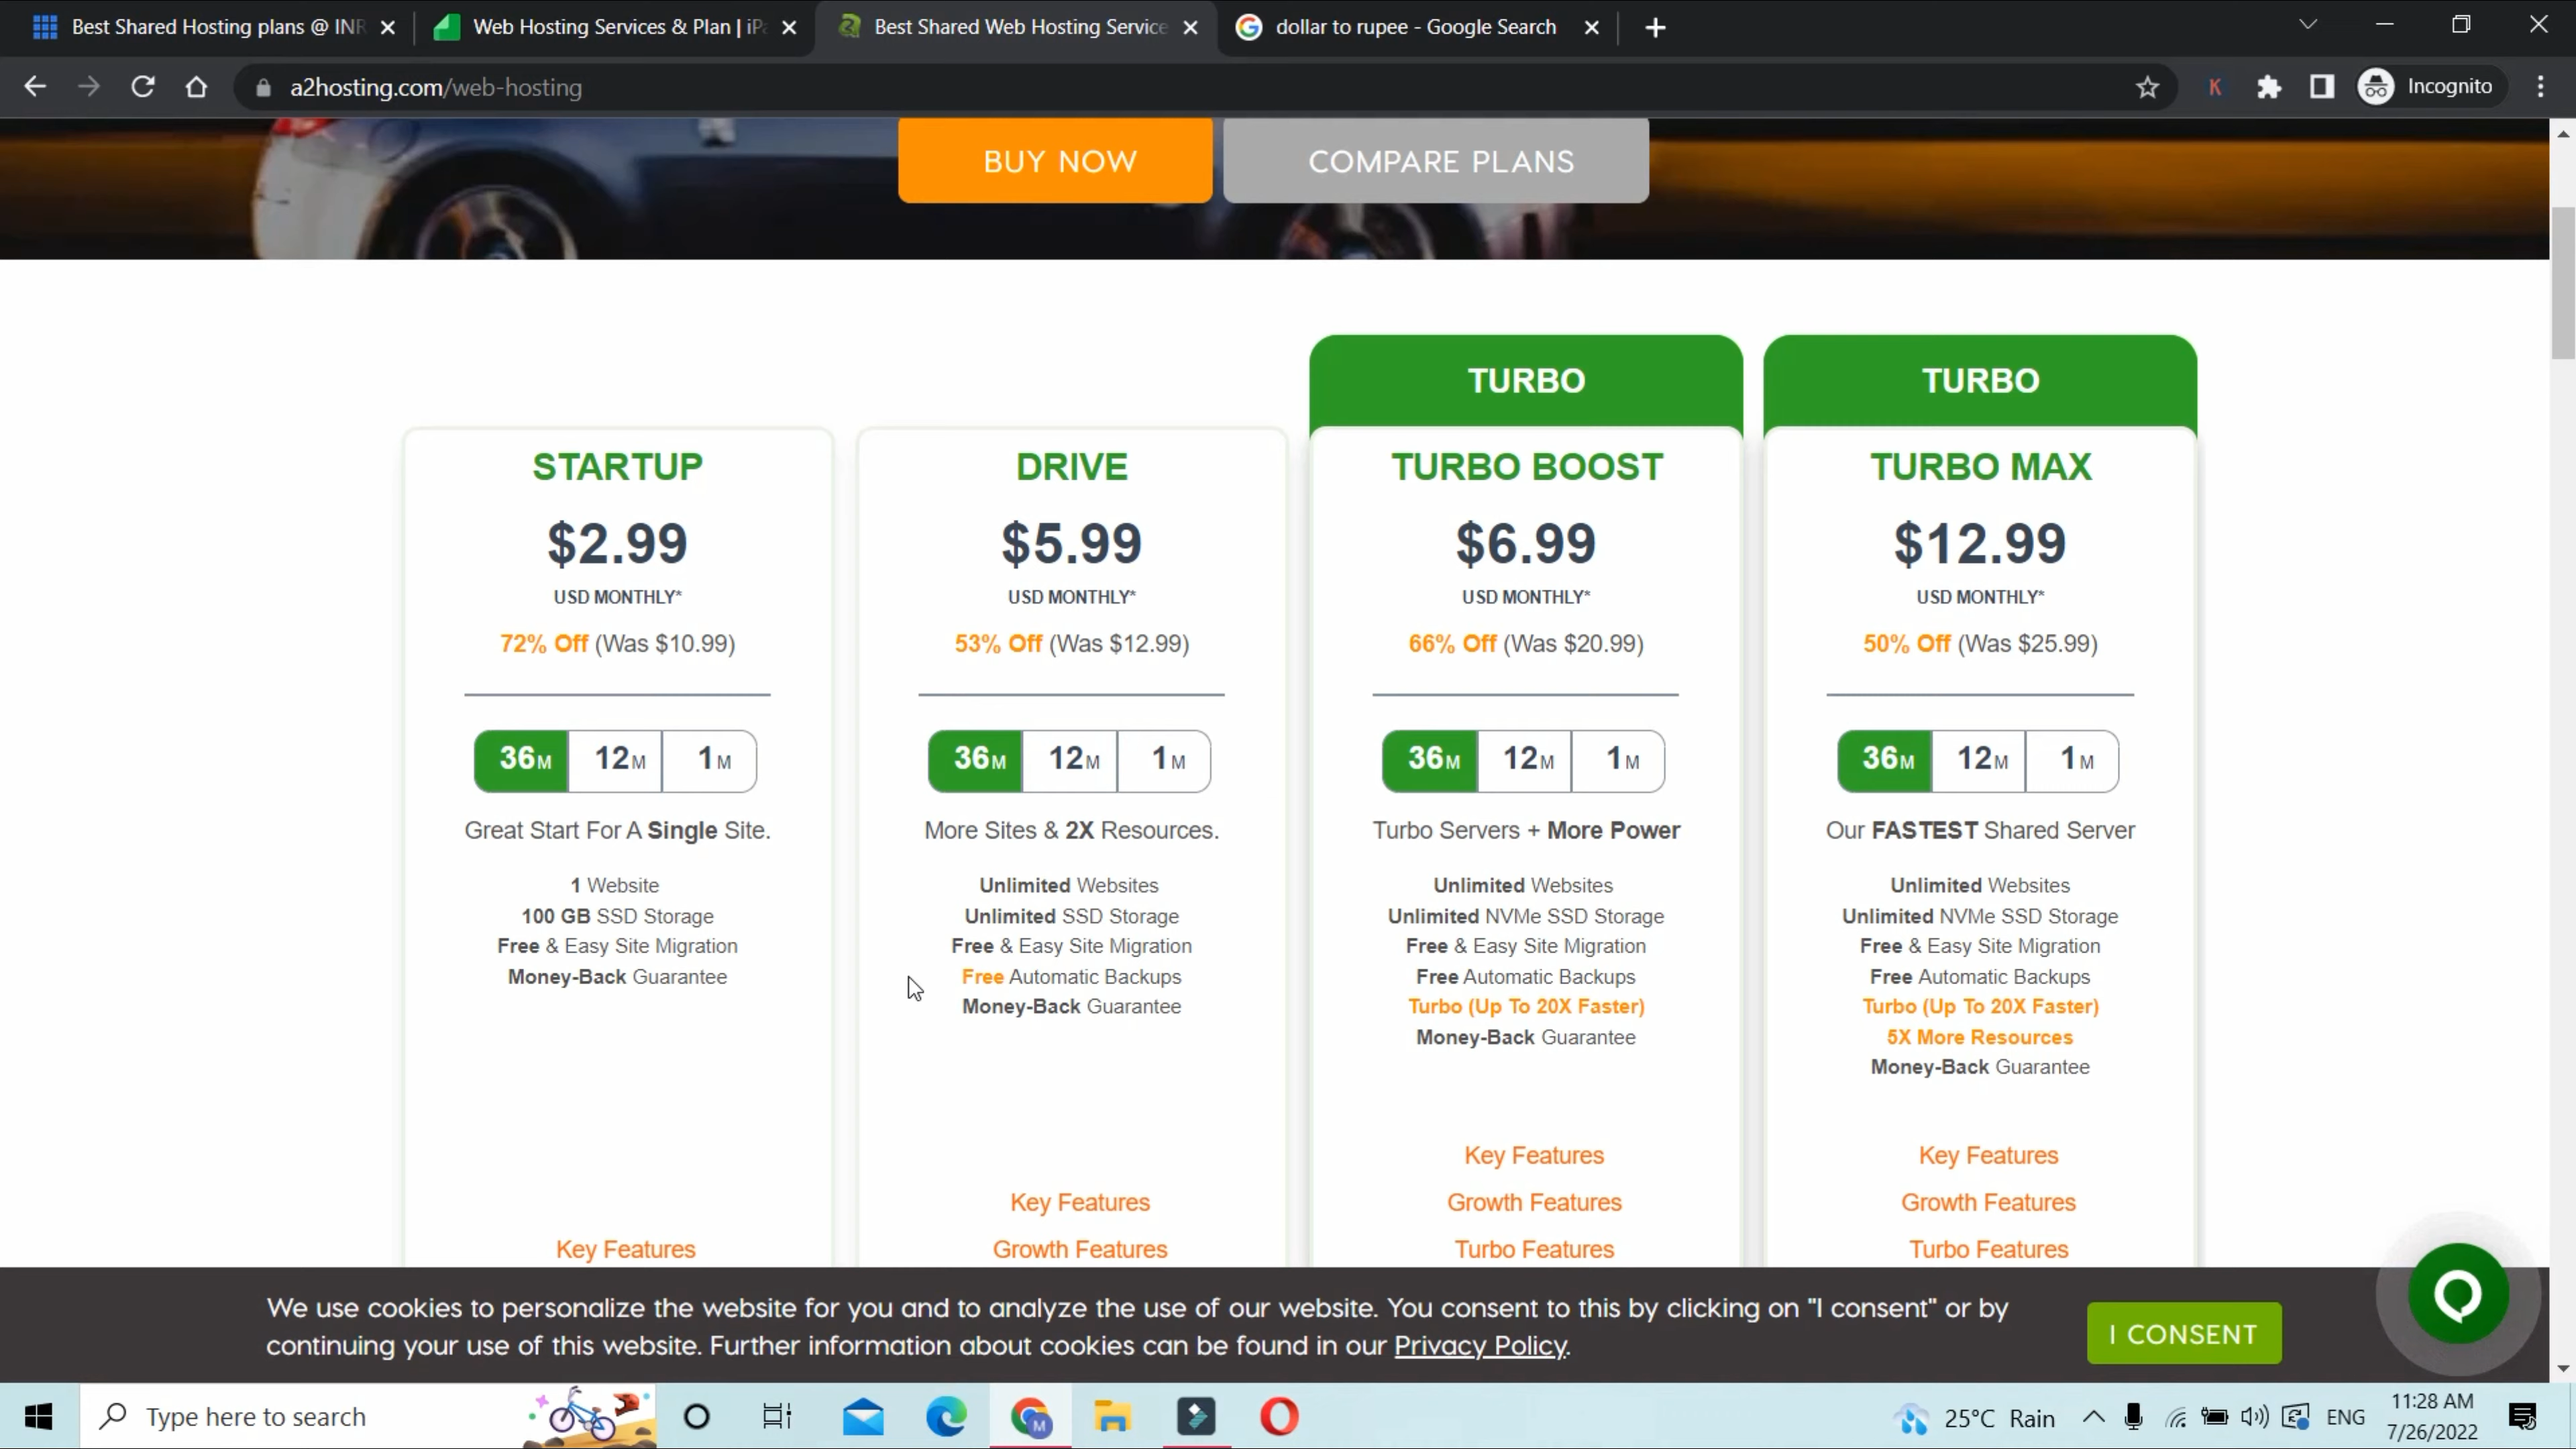 Best Shared Hosting plans @ INR
Web Hosting Services & Plan | iPa
Best Shared Web Hosting Service
dollar to rupee - Google Search
a2hosting.com/web-hosting
K
Incognito
BUY NOW
COMPARE PLANS
TURBO
TURBO
STARTUP
$2.99
USD MONTHLY*
72% Off (Was $10.99)
36M 12M 1M
Great Start For A Single Site.
1 Website
100 GB SSD Storage
Free & Easy Site Migration
Money-Back Guarantee
Key Features
DRIVE
$5.99
USD MONTHLY*
53% Off (Was $12.99)
36M 12M 1M
More Sites & 2X Resources.
Unlimited Websites
Unlimited SSD Storage
Free & Easy Site Migration
Free Automatic Backups
Money-Back Guarantee
Key Features
Growth Features
TURBO BOOST
$6.99
USD MONTHLY*
66% Off (Was $20.99)
36M 12M 1M
Turbo Servers + More Power
Unlimited Websites
Unlimited NVMe SSD Storage
Free & Easy Site Migration
Free Automatic Backups
Turbo (Up To 20X Faster)
Money-Back Guarantee
Key Features
Growth Features
Turbo Features
TURBO MAX
$12.99
USD MONTHLY*
50% Off (Was $25.99)
36M 12M 1M
Our FASTEST Shared Server
Unlimited Websites
Unlimited NVMe SSD Storage
Free & Easy Site Migration
Free Automatic Backups
Turbo (Up To 20X Faster)
5X More Resources
Money-Back Guarantee
Key Features
Growth Features
Turbo Features
We use cookies to personalize the website for you and to analyze the use of our website. You consent to this by clicking on "I consent" or by
continuing your use of this website. Further information about cookies can be found in our Privacy Policy.
I CONSENT
Type here to search
M
25°C Rain
ENG
11:28 AM
7/26/2022